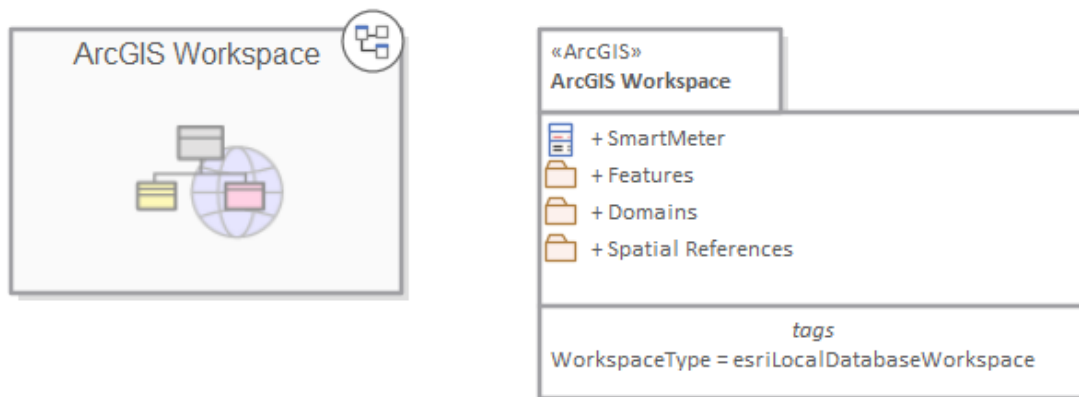 ArcGIS Workspace
«ArcGIS»
ArcGIS Workspace
+ SmartMeter
+ Features
+ Domains
+ Spatial References
tags
WorkspaceType = esriLocalDatabaseWorkspace